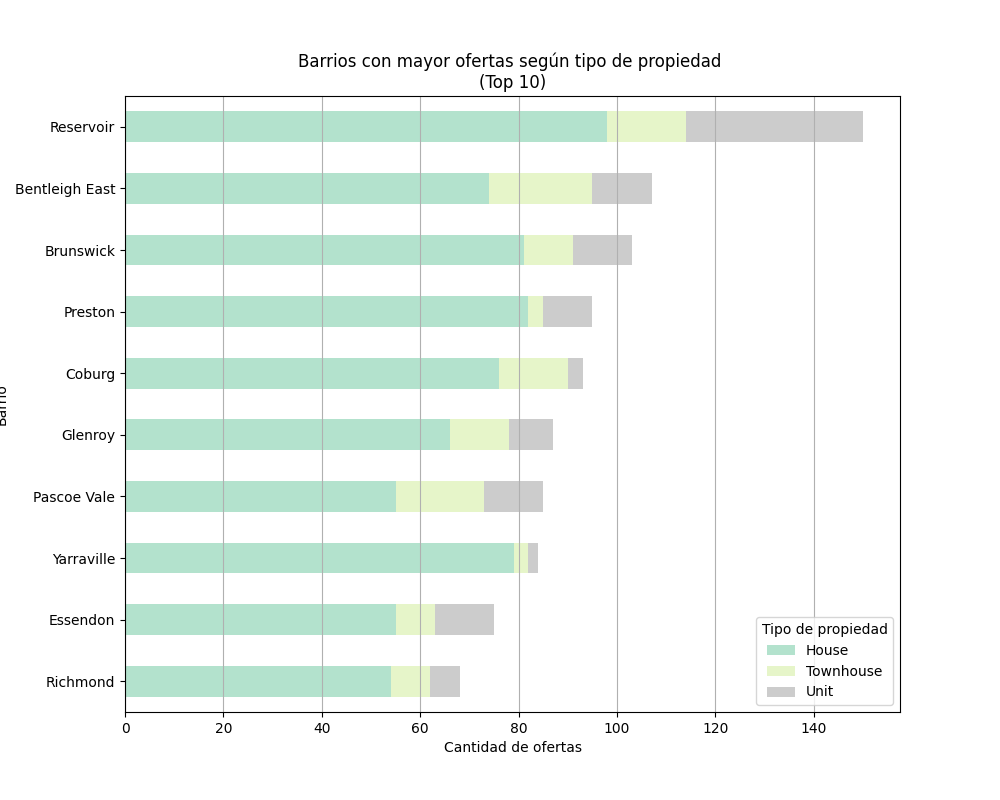 Barrios con mayor ofertas según tipo de propiedad
(Top 10)
Reservoir
Bentleigh East
Brunswick
Preston
Coburg
Glenroy
Pascoe Vale
Yarraville
Essendon
Richmond
Barrio
Tipo de propiedad
House
Townhouse
Unit
0 20 40 60 80 100 120 140
Cantidad de ofertas